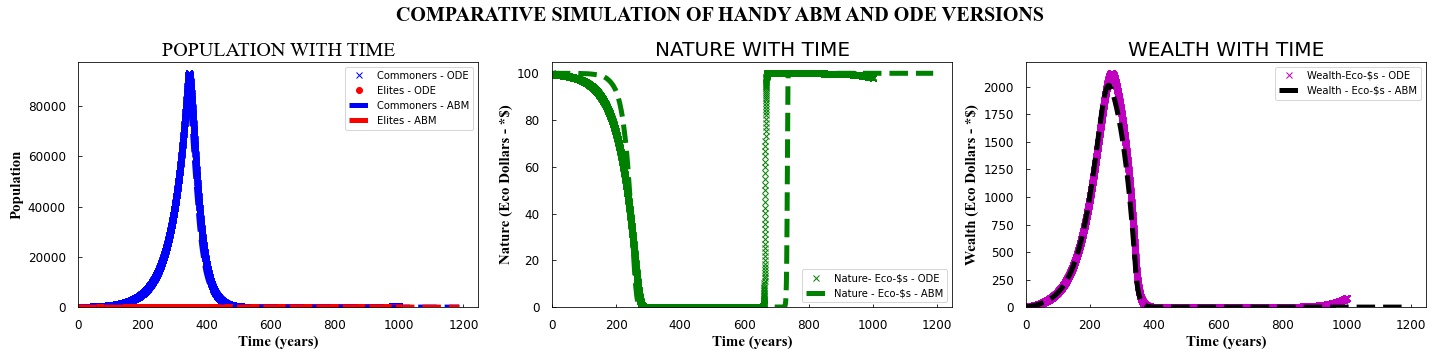 COMPARATIVE SIMULATION OF HANDY ABM AND ODE VERSIONS
POPULATION WITH TIME
Commoners - ODE
Elites - ODE
Commoners - ABM
Elites - ABM
80000
60000
40000
20000
0
Population
0 200 400 600 800 1000 1200
Time (years)
NATURE WITH TIME
100
80
60
40
20
0
Nature (Eco Dollars - *$)
Nature- Eco-$s - ODE
Nature - Eco-$s - ABM
0 200 400 600 800 1000 1200
Time (years)
WEALTH WITH TIME
Wealth-Eco-$s - ODE
Wealth - Eco-$s - ABM
2000
1750
1500
1250
1000
750
500
250
0
Wealth (Eco Dollars - *$)
0 200 400 600 800 1000 1200
Time (years)